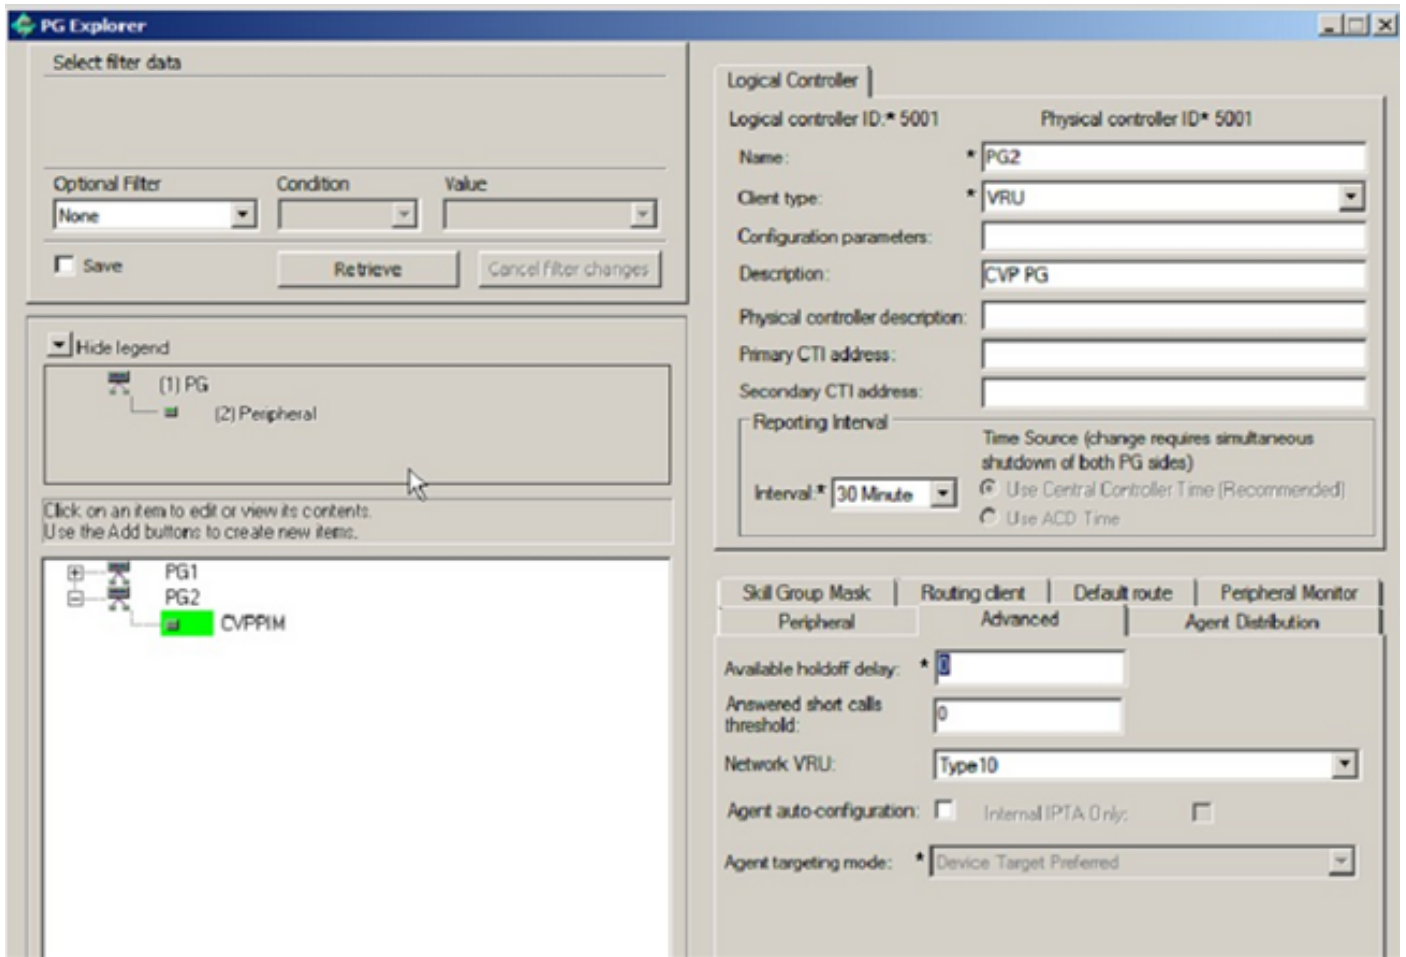 PG Explorer
Select filter data
Optional Filter Condition Value
None
Save Retrieve Cancel filter changes
Hide legend
(1) PG
(2) Peripheral
Click on an item to edit or view its contents.
Use the Add buttons to create new items.
PG1
PG2
CVPPIM
Logical Controller
Logical controller ID:* 5001 Physical controller ID* 5001
Name: * PG2
Client type: * VRU
Configuration parameters:
Description: CVP PG
Physical controller description:
Primary CTI address:
Secondary CTI address:
Reporting Interval
Time Source (change requires simultaneous
shutdown of both PG sides)
Interval:* 30 Minute Use Central Controller Time (Recommended)
Use ACD Time
Skill Group Mask Routing client Default route Peripheral Monitor
Peripheral Advanced Agent Distribution
Available holdoff delay: * 0
Answered short calls
threshold: 0
Network VRU: Type10
Agent auto-configuration: Internal IPTA Only:
Agent targeting mode: * Device Target Preferred